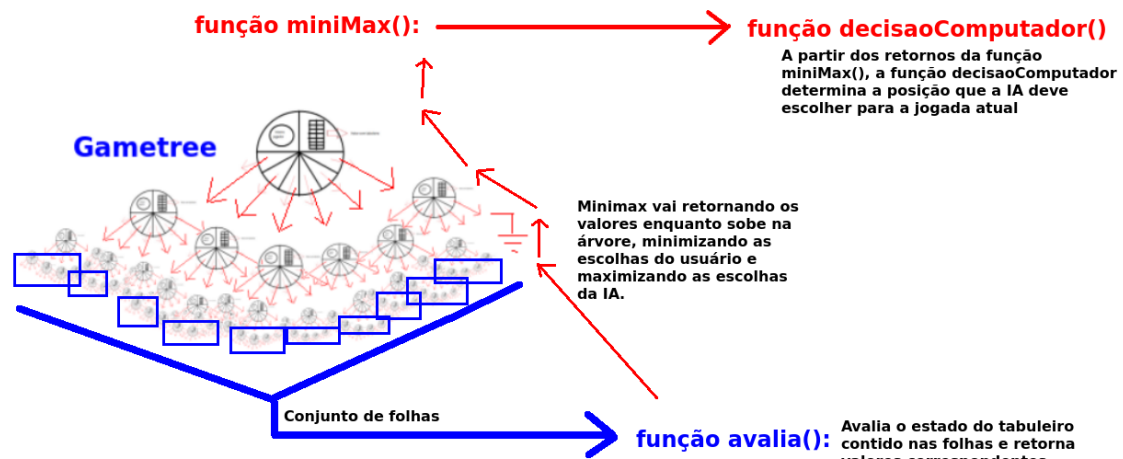 função miniMax():
função decisaoComputador()
A partir dos retornos da função
miniMax(), a função decisaoComputador
determina a posição que a IA deve
escolher para a jogada atual
Gametree
Minimax vai retornando os
valores enquanto sobe na
árvore, minimizando as
escolhas do usuário e
maximizando as escolhas
da IA.
Conjunto de folhas
função avalia():
Avalia o estado do tabuleiro
contido nas folhas e retorna
valores correspondentes